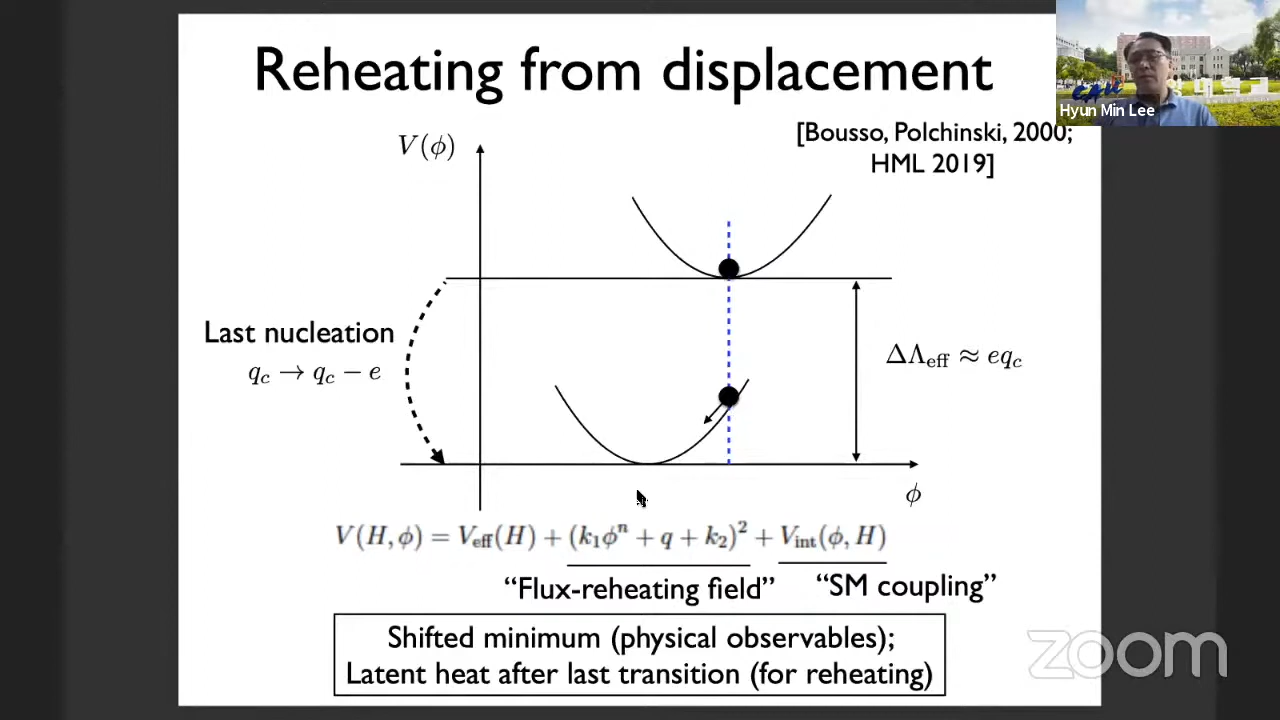 Reheating from displacement
Hyun Min Lee
[Bousso, Polchinski, 2000;
HML 2019]
V(ϕ)
Last nucleation
q_c → q_c − e
ΔΛ_eff ≈ eq_c
ϕ
V(H, ϕ) = V_eff(H) + (k_1ϕ^n + q + k_2)^2 + V_int(ϕ, H)
“Flux-reheating field” “SM coupling”
Shifted minimum (physical observables);
Latent heat after last transition (for reheating)
zoom